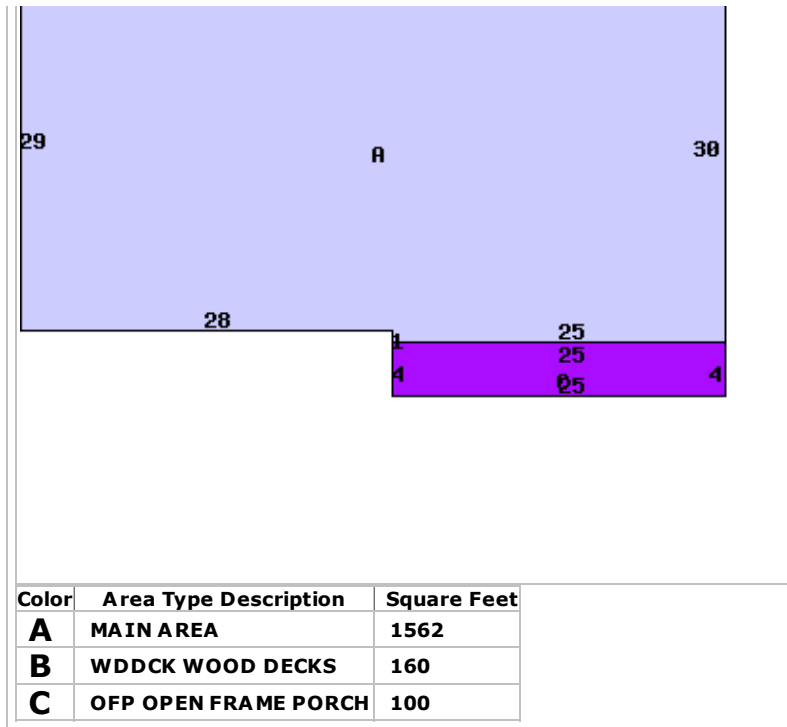 29
A
30
28
25
1
25
4
4
25
Color Area Type Description Square Feet
A MAIN AREA 1562
B WDDCK WOOD DECKS 160
C OFP OPEN FRAME PORCH 100